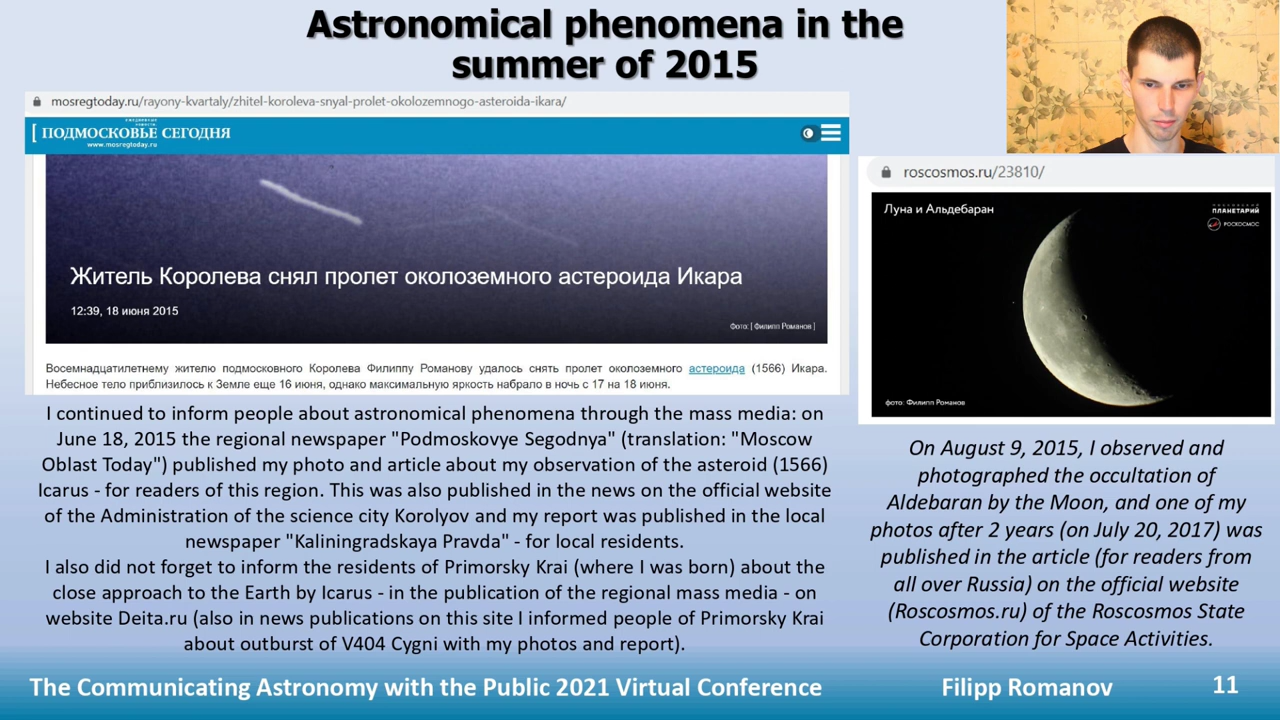 Astronomical phenomena in the
summer of 2015
mosregtoday.ru/rayony-kvartaly/zhitel-koroleva-snyal-prolet-okolozemnogo-asteroida-ikara/
ПОДМОСКОВЬЕ СЕГОДНЯ
www.mosregtoday.ru
Житель Королева снял пролет околоземного астероида Икара
12:39, 18 июня 2015
Фото: [ Филипп Романов ]
Восемнадцатилетнему жителю подмосковного Королева Филиппу Романову удалось снять пролет околоземного астероида (1566) Икара.
Небесное тело приблизилось к Земле еще 16 июня, однако максимальную яркость набрало в ночь с 17 на 18 июня.
I continued to inform people about astronomical phenomena through the mass media: on
June 18, 2015 the regional newspaper "Podmoskovye Segodnya" (translation: "Moscow
Oblast Today") published my photo and article about my observation of the asteroid (1566)
Icarus - for readers of this region. This was also published in the news on the official website
of the Administration of the science city Korolyov and my report was published in the local
newspaper "Kaliningradskaya Pravda" - for local residents.
I also did not forget to inform the residents of Primorsky Krai (where I was born) about the
close approach to the Earth by Icarus - in the publication of the regional mass media - on
website Deita.ru (also in news publications on this site I informed people of Primorsky Krai
about outburst of V404 Cygni with my photos and report).
roscosmos.ru/23810/
Луна и Альдебаран
ПЛАНЕТАРИЙ
РОСКОСМОС
фото: Филипп Романов
On August 9, 2015, I observed and
photographed the occultation of
Aldebaran by the Moon, and one of my
photos after 2 years (on July 20, 2017) was
published in the article (for readers from
all over Russia) on the official website
(Roscosmos.ru) of the Roscosmos State
Corporation for Space Activities.
The Communicating Astronomy with the Public 2021 Virtual Conference
Filipp Romanov
11